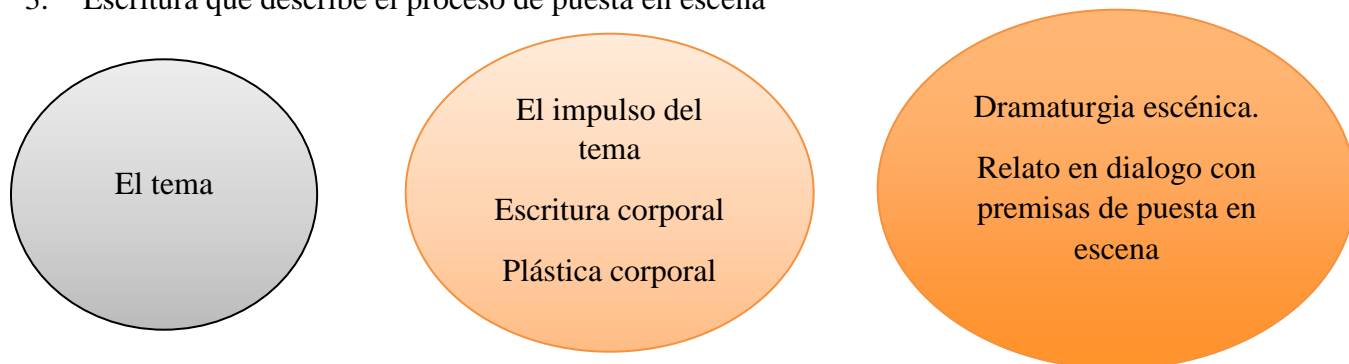 3. Escritura que describe el proceso de puesta en escena
El tema
El impulso del
tema
Escritura corporal
Plástica corporal
Dramaturgia escénica.
Relato en dialogo con
premisas de puesta en
escena